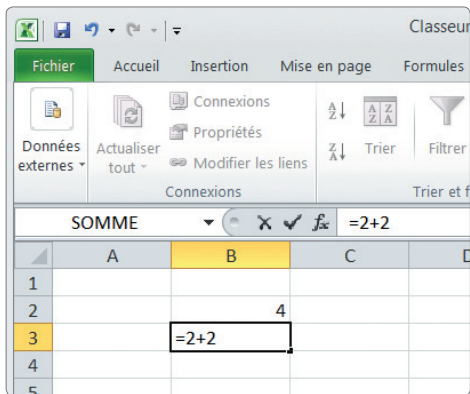 Classeur
Fichier Accueil Insertion Mise en page Formules
Connexions
Propriétés
Modifier les liens
Données externes
Actualiser tout
Trier
Filtrer
Connexions
Trier et f
SOMME fx =2+2
A B C
1
2 4
3 =2+2
4
5